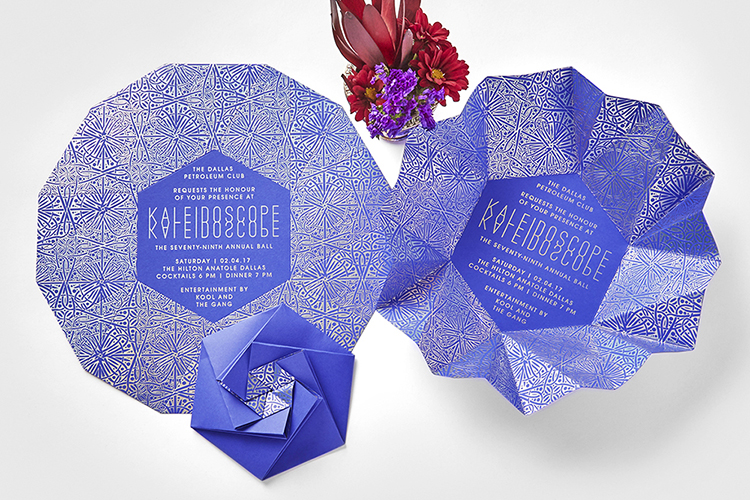 THE DALLAS
PETROLEUM CLUB
REQUESTS THE HONOUR
OF YOUR PRESENCE AT
KALEIDOSCOPE
THE SEVENTY-NINTH ANNUAL BALL
SATURDAY | 02.04.17
THE HILTON ANATOLE DALLAS
COCKTAILS 6 PM | DINNER 7 PM
ENTERTAINMENT BY
KOOL AND
THE GANG
THE DALLAS
PETROLEUM CLUB
REQUESTS THE HONOUR
OF YOUR PRESENCE AT
KALEIDOSCOPE
THE SEVENTY-NINTH ANNUAL BALL
SATURDAY | 02.04.17
THE HILTON ANATOLE DALLAS
COCKTAILS 6 PM | DINNER 7 PM
ENTERTAINMENT BY
KOOL AND
THE GANG